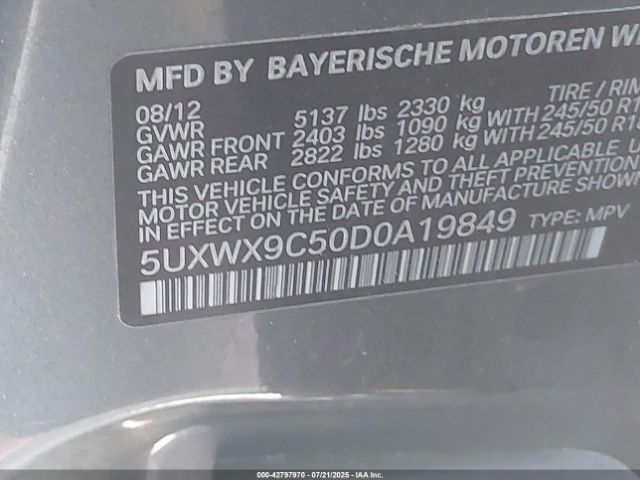 MFD BY BAYERISCHE MOTOREN
08/12 TIRE / RIM
GVWR 5137 lbs 2330 kg
GAWR FRONT 2403 lbs 1090 kg WITH 245/50
GAWR REAR 2822 lbs 1280 kg WITH 245/50
THIS VEHICLE CONFORMS TO ALL APPLICABLE
MOTOR VEHICLE SAFETY AND THEFT PREVENTION
IN EFFECT ON THE DATE OF MANUFACTURE SHOWN
5UXWX9C50D0A19849 TYPE: MPV
000-42797970 - 07/21/2025 - IAA Inc.